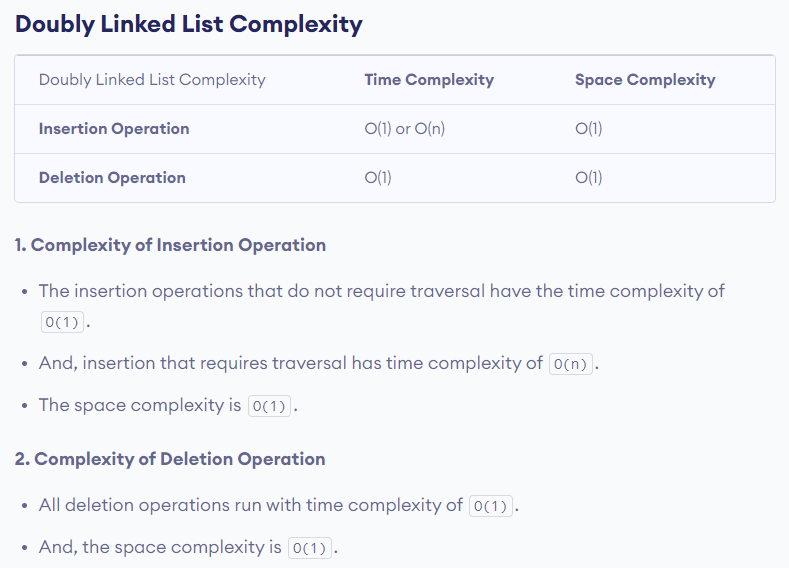 Doubly Linked List Complexity
Doubly Linked List Complexity Time Complexity Space Complexity
Insertion Operation O(1) or O(n) O(1)
Deletion Operation O(1) O(1)
1. Complexity of Insertion Operation
• The insertion operations that do not require traversal have the time complexity of
O(1) .
• And, insertion that requires traversal has time complexity of O(n) .
• The space complexity is O(1) .
2. Complexity of Deletion Operation
• All deletion operations run with time complexity of O(1) .
• And, the space complexity is O(1) .